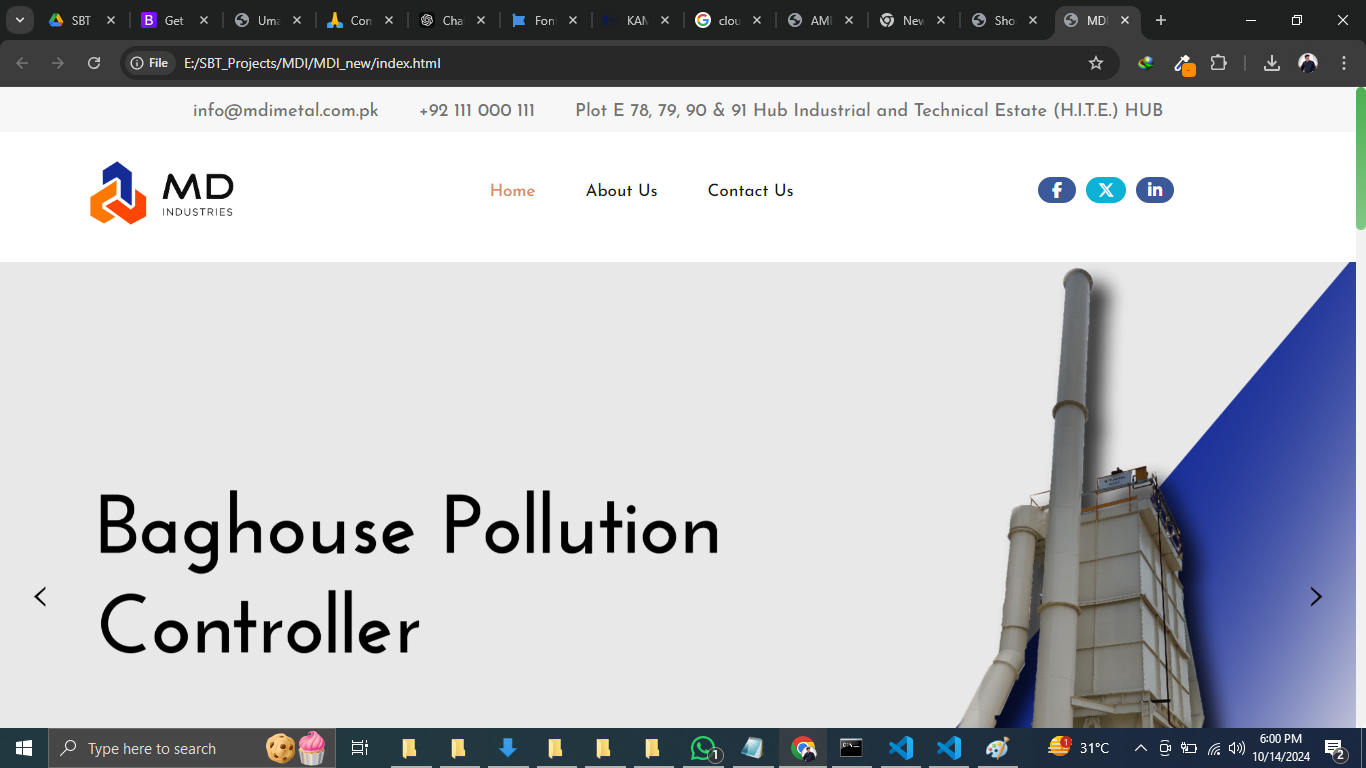 SBT
Get
Uma
Con
Cha
Fon
KAM
clou
AMI
New
Sho
MDI
File E:/SBT_Projects/MDI/MDI_new/index.html
info@mdimetal.com.pk +92 111 000 111 Plot E 78, 79, 90 & 91 Hub Industrial and Technical Estate (H.I.T.E.) HUB
MD
INDUSTRIES
Home About Us Contact Us
Baghouse Pollution
Controller
Type here to search
1
1
31°C
6:00 PM
10/14/2024
2